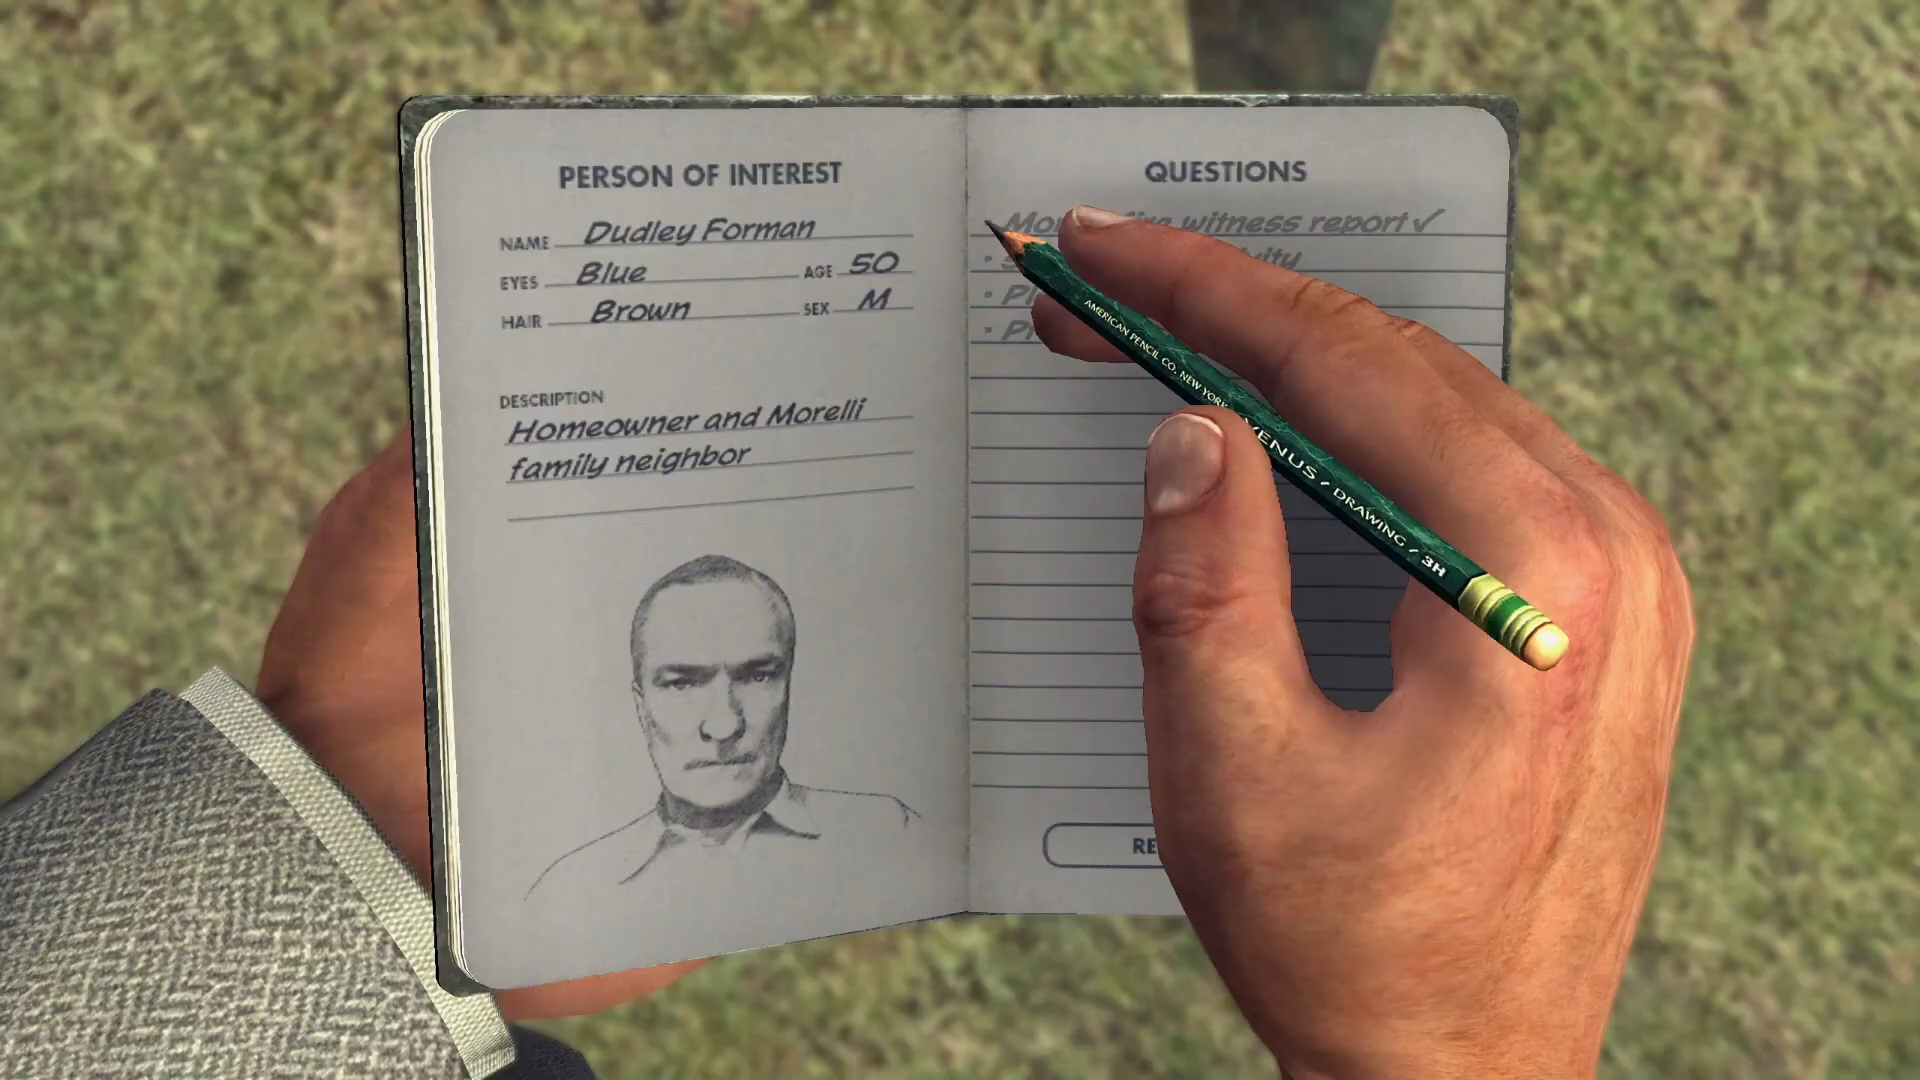 PERSON OF INTEREST
NAME Dudley Forman
EYES Blue AGE 50
HAIR Brown SEX M
DESCRIPTION
Homeowner and Morelli
family neighbor
QUESTIONS
witness report ✓
AMERICAN PENCIL CO. NEW YORK VENUS / DRAWING / 3H